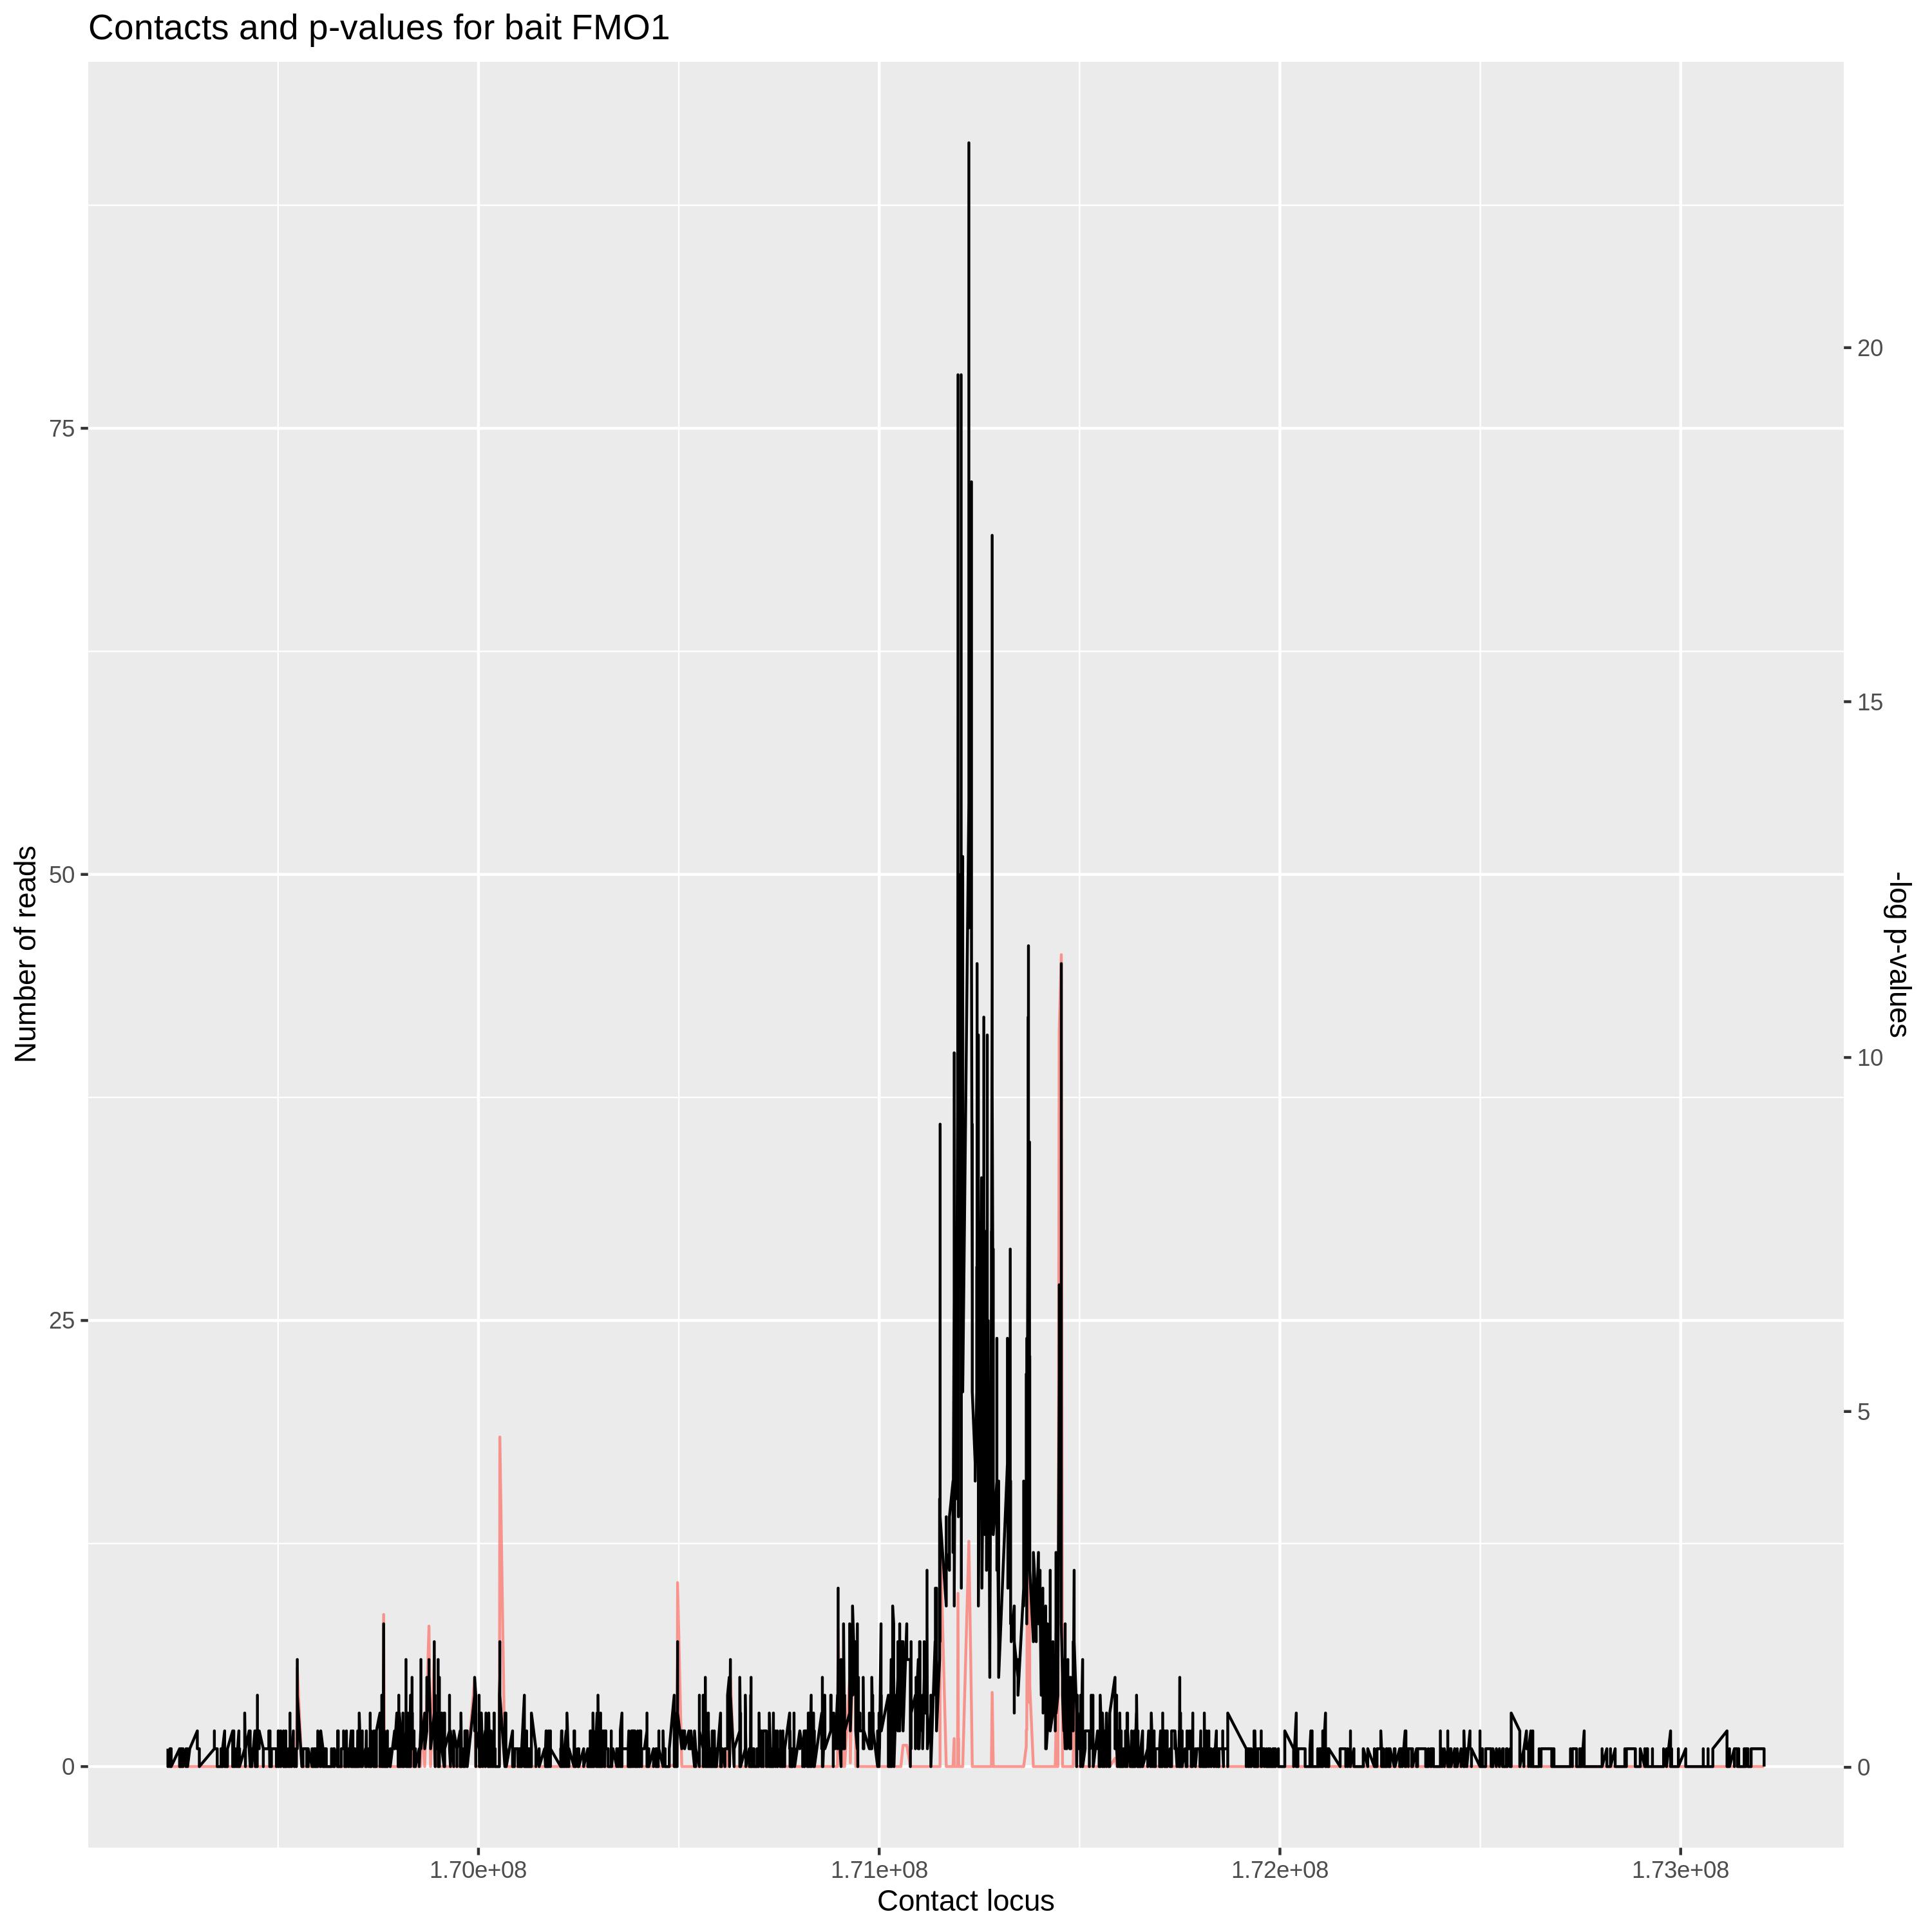 Contacts and p-values for bait FMO1
Number of reads
75
50
25
0
20
15
10
5
0
-log p-values
1.70e+08
1.71e+08
1.72e+08
1.73e+08
Contact locus